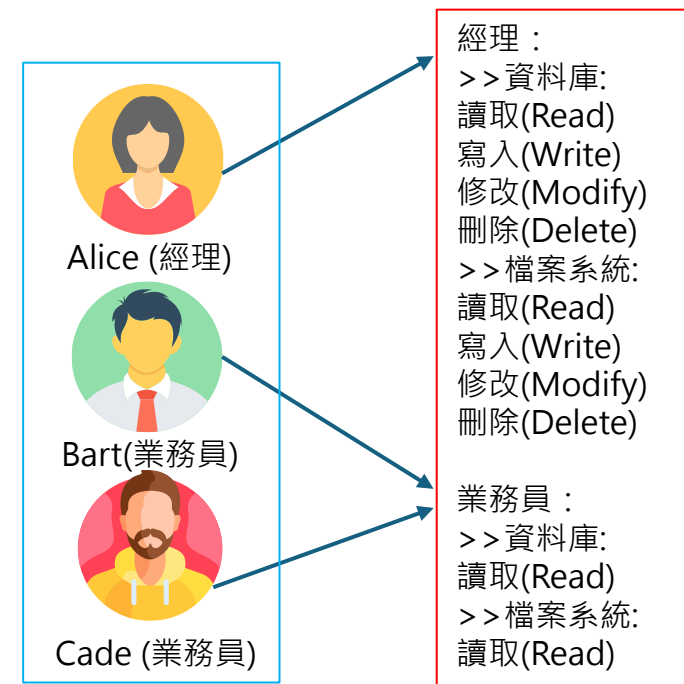 Alice (經理)
Bart(業務員)
Cade (業務員)
經理：
>>資料庫:
讀取(Read)
寫入(Write)
修改(Modify)
刪除(Delete)
>>檔案系統:
讀取(Read)
寫入(Write)
修改(Modify)
刪除(Delete)
業務員：
>>資料庫:
讀取(Read)
>>檔案系統:
讀取(Read)